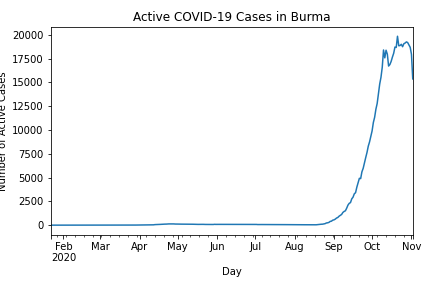 Active COVID-19 Cases in Burma
Number of Active Cases
20000
17500
15000
12500
10000
7500
5000
2500
0
Feb
2020
Mar
Apr
May
Jun
Jul
Aug
Sep
Oct
Nov
Day